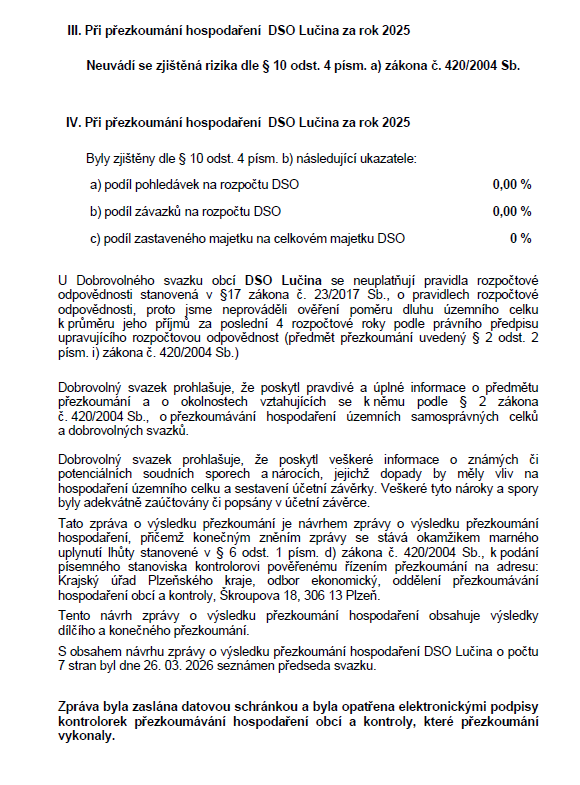 III. Při přezkoumání hospodaření DSO Lučina za rok 2025
Neuvádí se zjištěná rizika dle § 10 odst. 4 písm. a) zákona č. 420/2004 Sb.
IV. Při přezkoumání hospodaření DSO Lučina za rok 2025
Byly zjištěny dle § 10 odst. 4 písm. b) následující ukazatele:
a) podíl pohledávek na rozpočtu DSO 0,00 %
b) podíl závazků na rozpočtu DSO 0,00 %
c) podíl zastaveného majetku na celkovém majetku DSO 0 %
U Dobrovolného svazku obcí DSO Lučina se neuplatňují pravidla rozpočtové
odpovědnosti stanovená v §17 zákona č. 23/2017 Sb., o pravidlech rozpočtové
odpovědnosti, proto jsme neprováděli ověření poměru dluhu územního celku
k průměru jeho příjmů za poslední 4 rozpočtové roky podle právního předpisu
upravujícího rozpočtovou odpovědnost (předmět přezkoumání uvedený § 2 odst. 2
písm. i) zákona č. 420/2004 Sb.)
Dobrovolný svazek prohlašuje, že poskytl pravdivé a úplné informace o předmětu
přezkoumání a o okolnostech vztahujících se k němu podle § 2 zákona
č. 420/2004 Sb., o přezkoumávání hospodaření územních samosprávných celků
a dobrovolných svazků.
Dobrovolný svazek prohlašuje, že poskytl veškeré informace o známých či
potenciálních soudních sporech a nárocích, jejichž dopady by měly vliv na
hospodaření územního celku a sestavení účetní závěrky. Veškeré tyto nároky a spory
byly adekvátně zaúčtovány či popsány v účetní závěrce.
Tato zpráva o výsledku přezkoumání je návrhem zprávy o výsledku přezkoumání
hospodaření, přičemž konečným zněním zprávy se stává okamžikem marného
uplynutí lhůty stanovené v § 6 odst. 1 písm. d) zákona č. 420/2004 Sb., k podání
písemného stanoviska kontrolorovi pověřenému řízením přezkoumání na adresu:
Krajský úřad Plzeňského kraje, odbor ekonomický, oddělení přezkoumávání
hospodaření obcí a kontroly, Škroupova 18, 306 13 Plzeň.
Tento návrh zprávy o výsledku přezkoumání hospodaření obsahuje výsledky
dílčího a konečného přezkoumání.
S obsahem návrhu zprávy o výsledku přezkoumání hospodaření DSO Lučina o počtu
7 stran byl dne 26. 03. 2026 seznámen předseda svazku.
Zpráva byla zaslána datovou schránkou a byla opatřena elektronickými podpisy
kontrolorek přezkoumávání hospodaření obcí a kontroly, které přezkoumání
vykonaly.